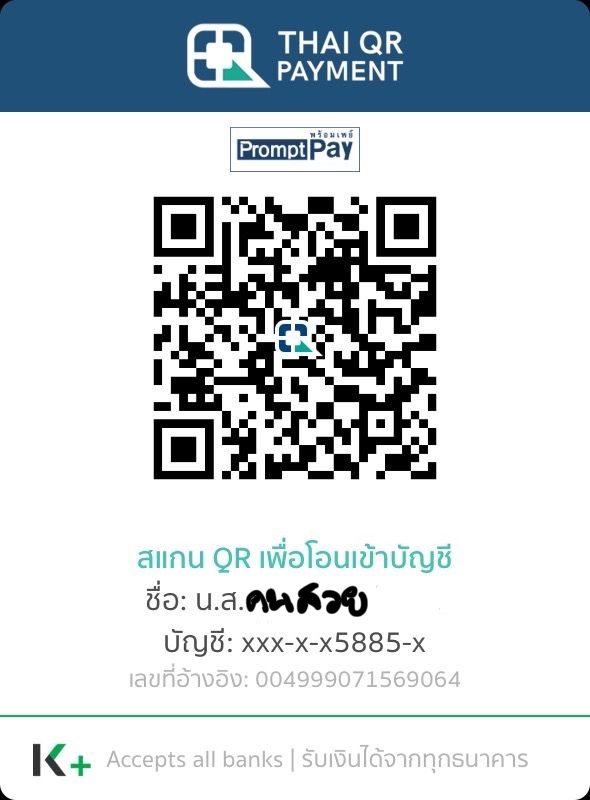 THAI QR
PAYMENT
พร้อมเพย์
PromptPay
สแกน QR เพื่อโอนเข้าบัญชี
ชื่อ: น.ส.คนสวย
บัญชี: xxx-x-x5885-x
เลขที่อ้างอิง: 004999071569064
K+ Accepts all banks | รับเงินได้จากทุกธนาคาร